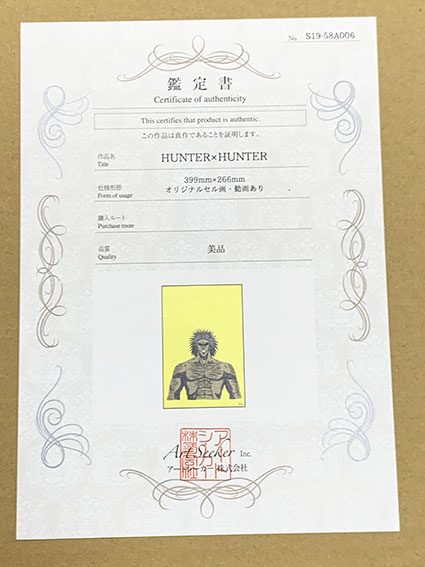 No. S19-58A006
鑑定書
Certificate of authenticity
This certifies that product is authentic.
この作品は真作であることを証明します。
作品名
Title
HUNTER×HUNTER
仕様形態
Form of usage
399mm×266mm
オリジナルセル画・動画あり
購入ルート
Purchase route
品質
Quality
美品
Art Seeker Inc.
アートシーカー株式会社